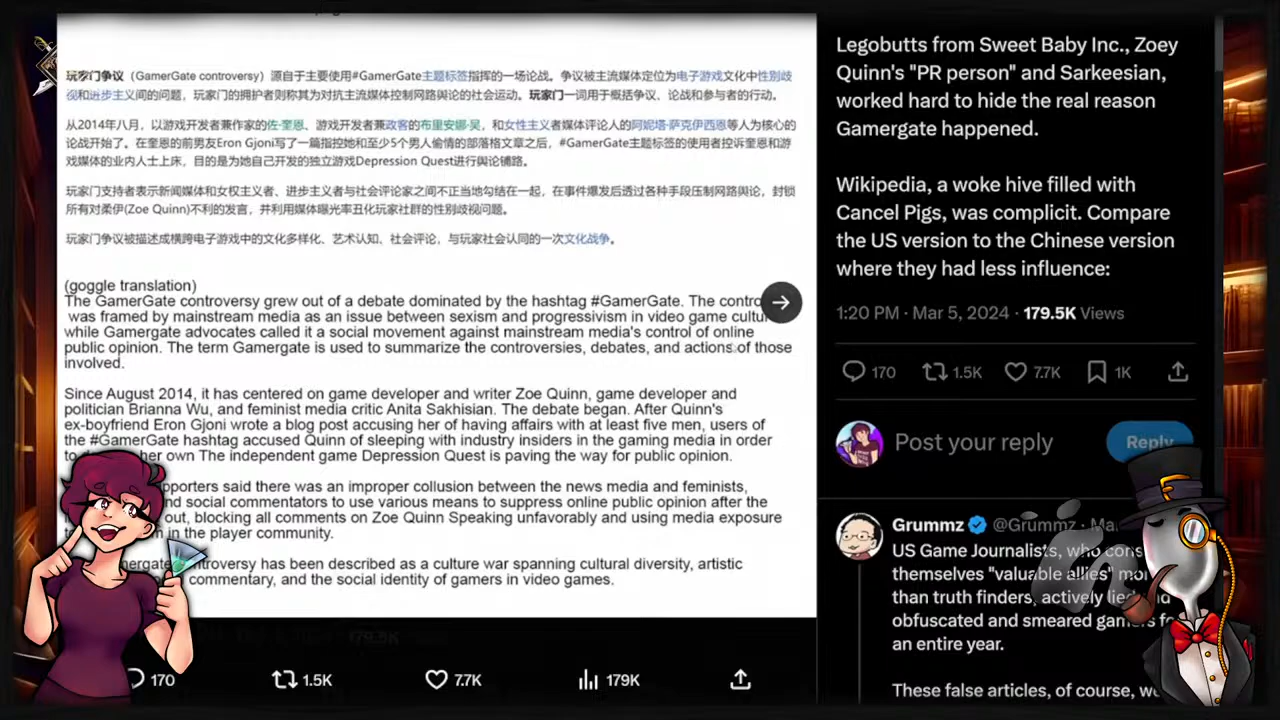 玩家门争议（GamerGate controversy）源自于主要使用#GamerGate主题标签指挥的一场论战。争议被主流媒体定位为电子游戏文化中性别歧
视和进步主义间的问题，玩家门的拥护者则称其为对抗主流媒体控制网路舆论的社会运动。玩家门一词用于概括争议、论战和参与者的行动。
从2014年八月，以游戏开发者兼作家的佐·奎恩、游戏开发者兼政客的布里安娜·吴，和女性主义者媒体评论人的阿妮塔·萨克伊西恩等人为核心的
论战开始了。在奎恩的前男友Eron Gjoni写了一篇指控她和至少5个男人偷情的部落格文章之后，#GamerGate主题标签的使用者控诉奎恩和游
戏媒体的业内人士上床，目的是为她自己开发的独立游戏Depression Quest进行舆论铺路。
玩家门支持者表示新闻媒体和女权主义者、进步主义者与社会评论家之间不正当地勾结在一起，在事件爆发后透过各种手段压制网路舆论，封锁
所有对柔伊(Zoe Quinn)不利的发言，并利用媒体曝光率丑化玩家社群的性别歧视问题。
玩家门争议被描述成横跨电子游戏中的文化多样化、艺术认知、社会评论，与玩家社会认同的一次文化战争。
(goggle translation)
The GamerGate controversy grew out of a debate dominated by the hashtag #GamerGate. The contro
was framed by mainstream media as an issue between sexism and progressivism in video game cultu
while Gamergate advocates called it a social movement against mainstream media's control of online
public opinion. The term Gamergate is used to summarize the controversies, debates, and actions of those
involved.
Since August 2014, it has centered on game developer and writer Zoe Quinn, game developer and
politician Brianna Wu, and feminist media critic Anita Sakhisian. The debate began. After Quinn's
ex-boyfriend Eron Gjoni wrote a blog post accusing her of having affairs with at least five men, users of
the #GamerGate hashtag accused Quinn of sleeping with industry insiders in the gaming media in order
to her own The independent game Depression Quest is paving the way for public opinion.
pporters said there was an improper collusion between the news media and feminists,
nd social commentators to use various means to suppress online public opinion after the
out, blocking all comments on Zoe Quinn Speaking unfavorably and using media exposure
in the player community.
mergate controversy has been described as a culture war spanning cultural diversity, artistic
commentary, and the social identity of gamers in video games.
170 1.5K 7.7K 179K
Legobutts from Sweet Baby Inc., Zoey
Quinn's "PR person" and Sarkeesian,
worked hard to hide the real reason
Gamergate happened.
Wikipedia, a woke hive filled with
Cancel Pigs, was complicit. Compare
the US version to the Chinese version
where they had less influence:
1:20 PM · Mar 5, 2024 · 179.5K Views
170 1.5K 7.7K 1K
Post your reply Reply
Grummz @Grummz · Ma
US Game Journalists, who cons
themselves "valuable allies" mo
than truth finders, actively lied and
obfuscated and smeared gamers fo
an entire year.
These false articles, of course, we